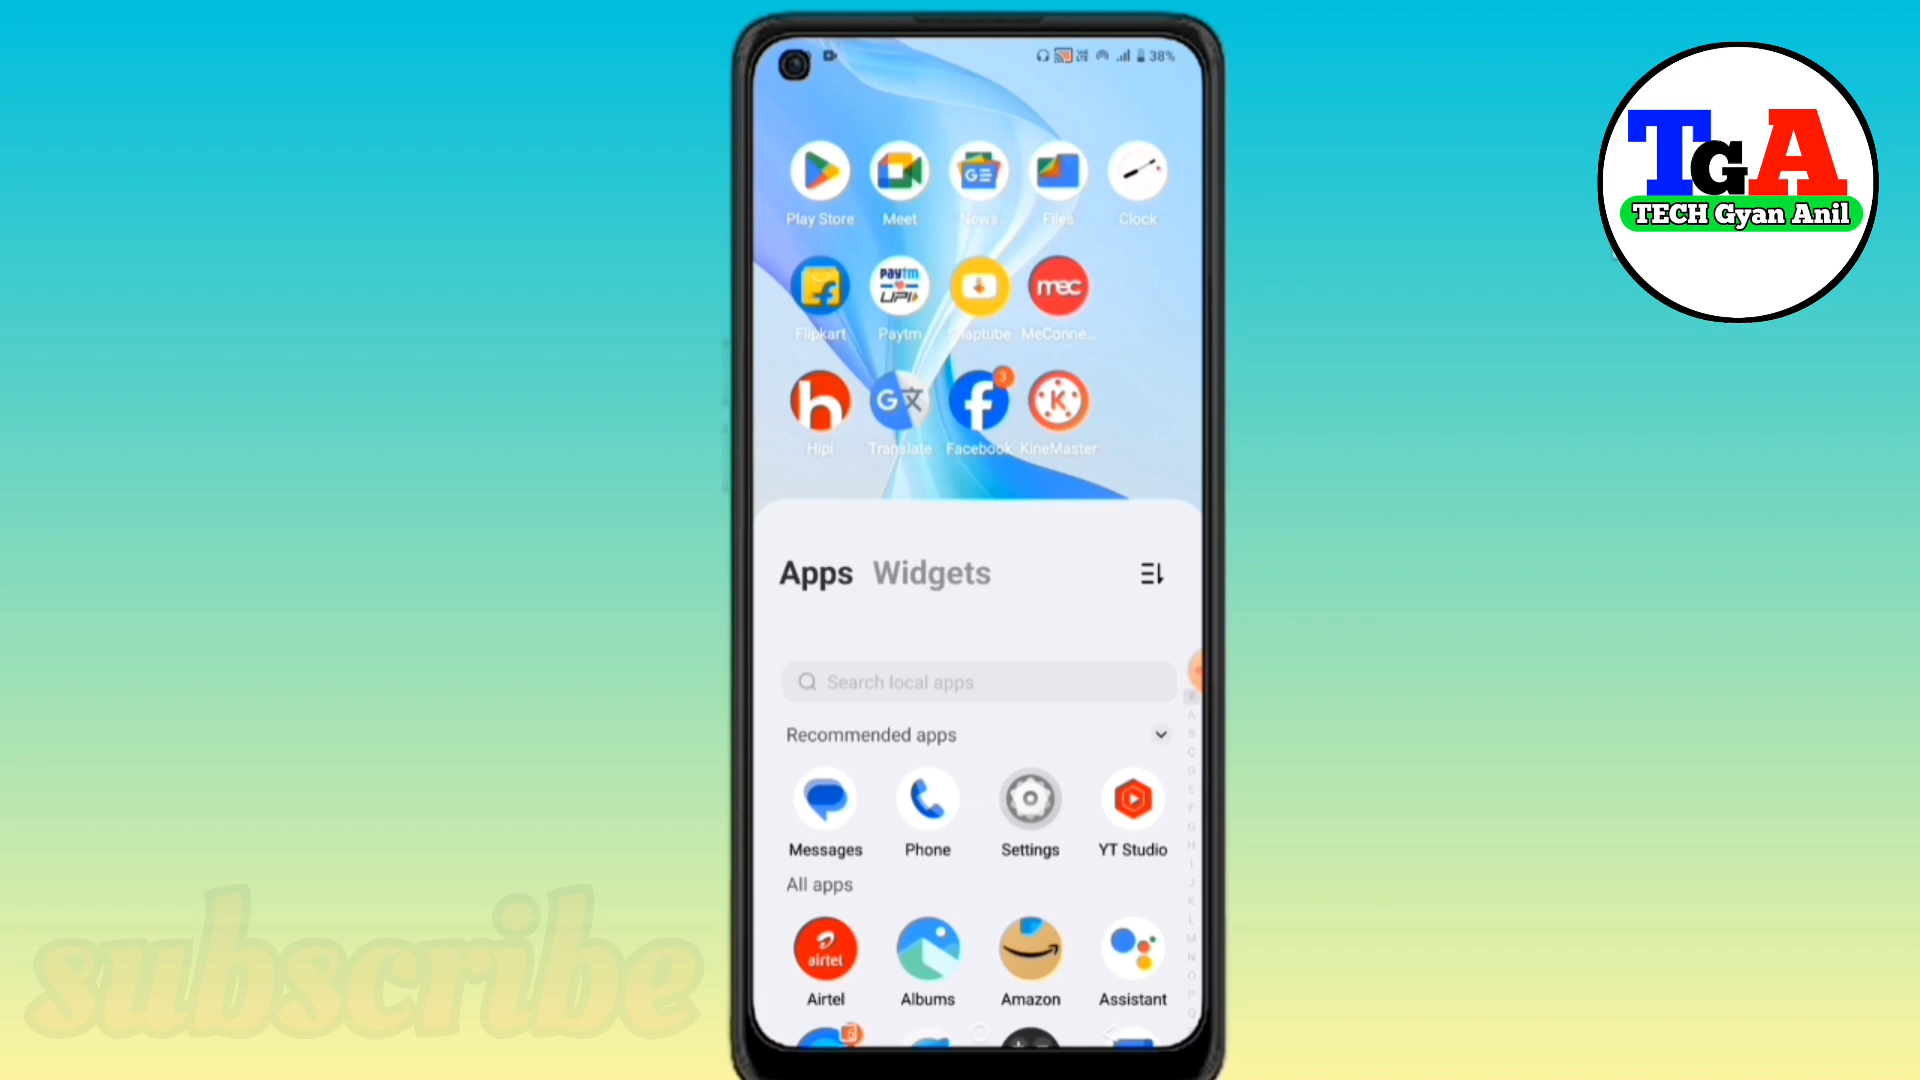 38%
TgA
TECH Gyan Anil
Play Store Meet News Files Clock
Paytm
UPI
mec
Flipkart Paytm Snaptube MeConne...
3
Hipi Translate Facebook KineMaster
Apps Widgets
Search local apps
Recommended apps
Messages Phone Settings YT Studio
All apps
airtel
Airtel Albums Amazon Assistant
subscribe
#
A
B
C
D
E
F
G
H
I
J
K
L
M
N
O
P
Q